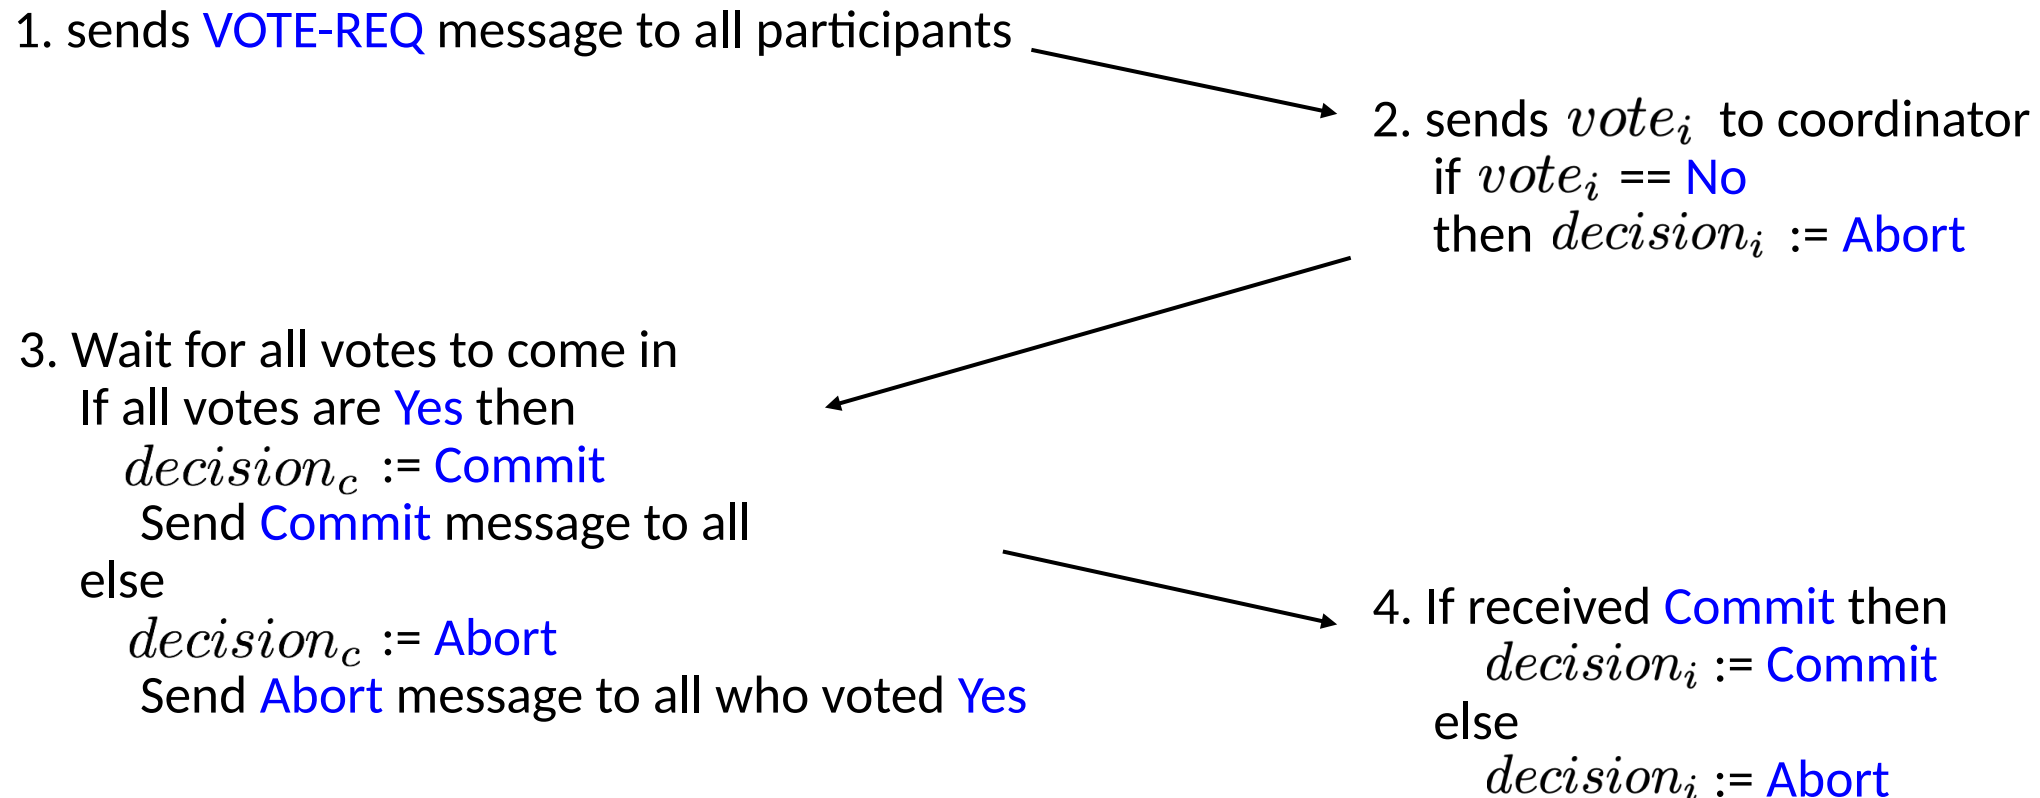 1. sends VOTE-REQ message to all participants
2. sends vote_i to coordinator
if vote_i == No
then decision_i := Abort
3. Wait for all votes to come in
If all votes are Yes then
decision_c := Commit
Send Commit message to all
else
decision_c := Abort
Send Abort message to all who voted Yes
4. If received Commit then
decision_i := Commit
else
decision_i := Abort